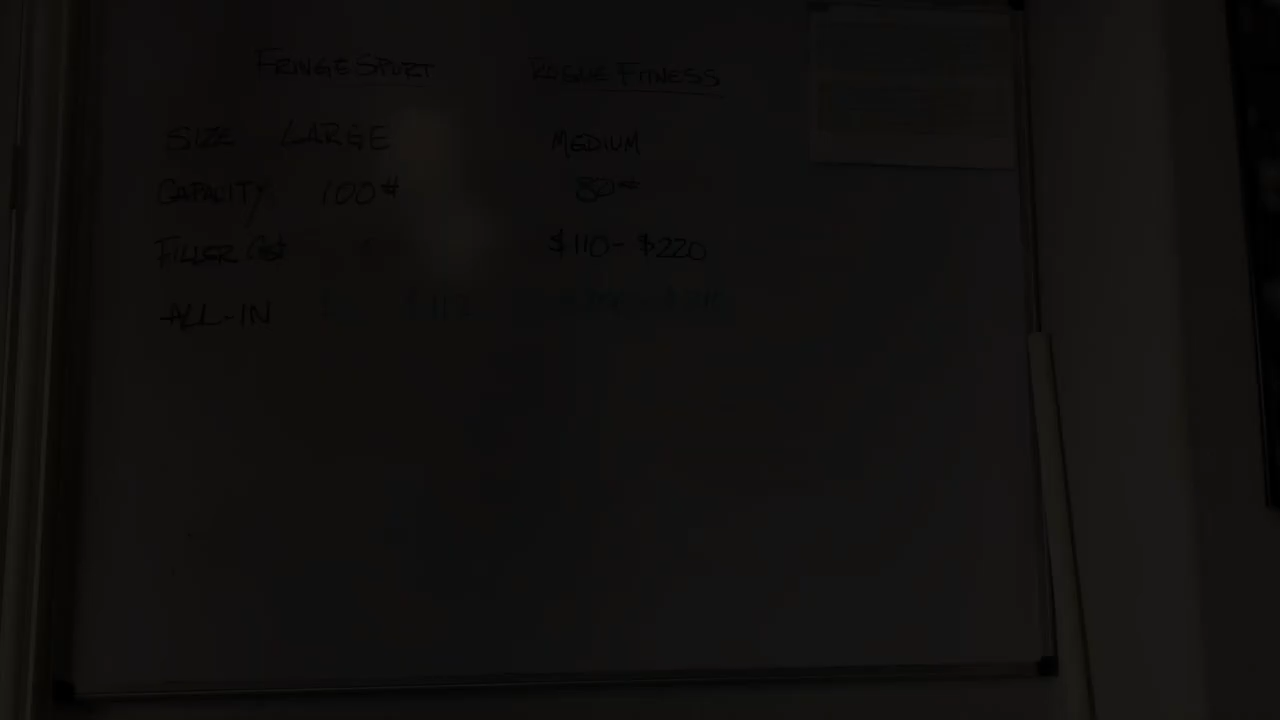 FRINGE SPORT ROGUE FITNESS
SIZE LARGE MEDIUM
CAPACITY 100# 80#
FILLER Cost $110- $220
ALL-IN